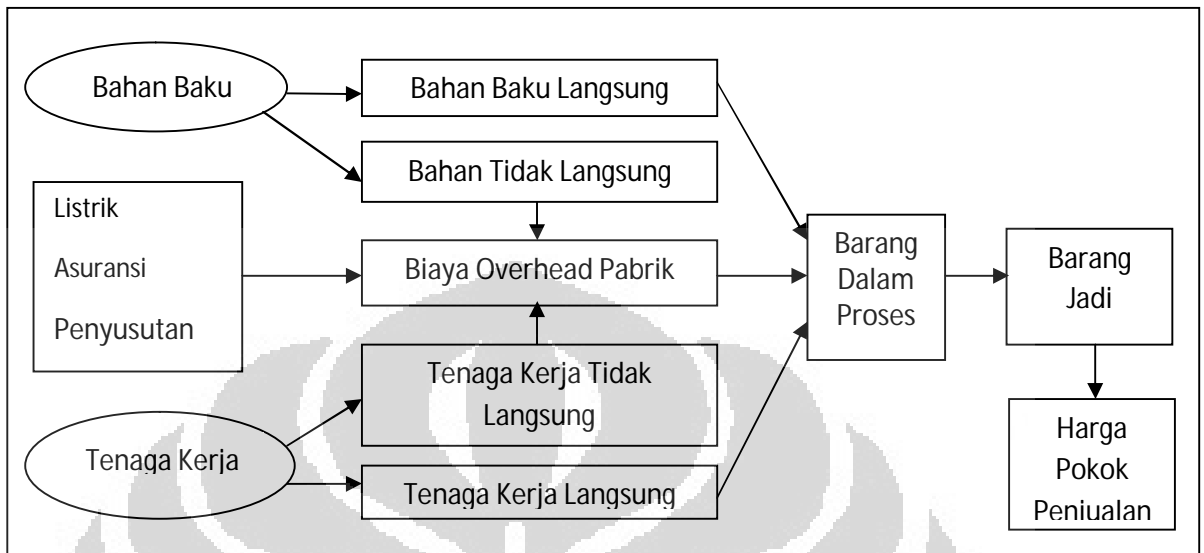 Bahan Baku
Bahan Baku Langsung
Bahan Tidak Langsung
Listrik
Asuransi
Penyusutan
Biaya Overhead Pabrik
Barang
Dalam
Proses
Barang
Jadi
Tenaga Kerja Tidak
Langsung
Tenaga Kerja
Tenaga Kerja Langsung
Harga
Pokok
Penjualan